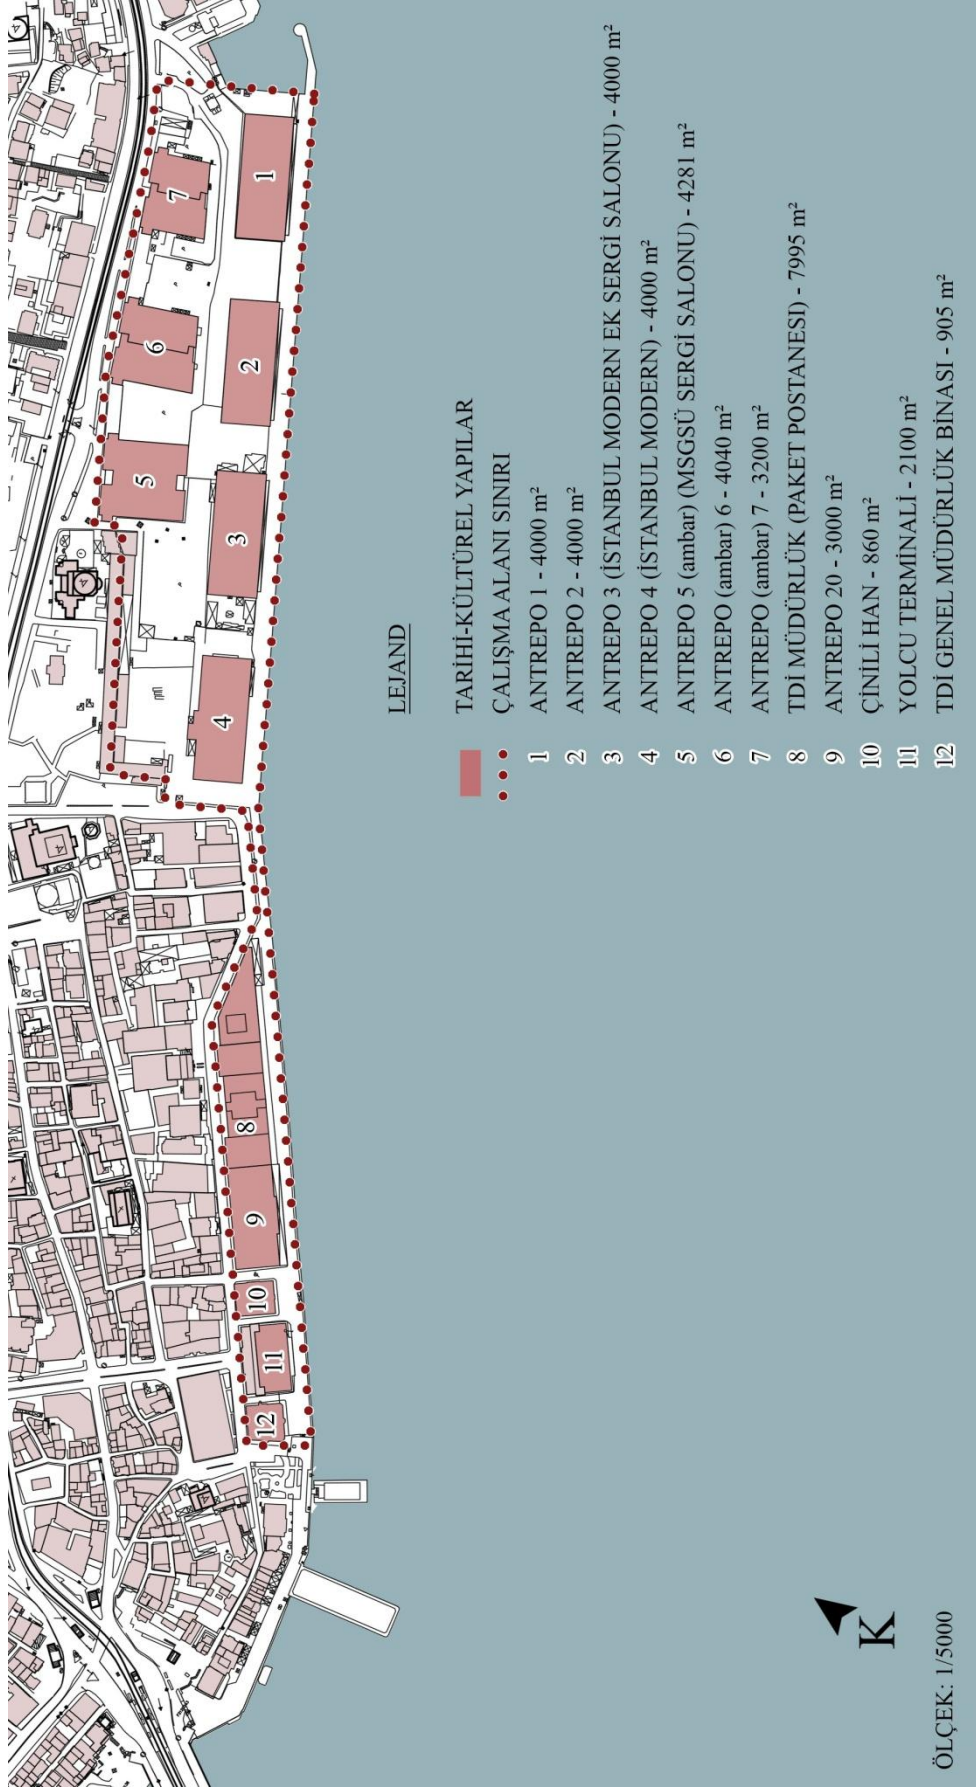 1
2
3
4
5
6
7
8
9
10
11
12
LEJAND
TARİHİ-KÜLTÜREL YAPILAR
ÇALIŞMA ALANI SINIRI
1 ANTREPO 1 - 4000 m²
2 ANTREPO 2 - 4000 m²
3 ANTREPO 3 (İSTANBUL MODERN EK SERGİ SALONU) - 4000 m²
4 ANTREPO 4 (İSTANBUL MODERN) - 4000 m²
5 ANTREPO 5 (ambar) (MSGSÜ SERGİ SALONU) - 4281 m²
6 ANTREPO (ambar) 6 - 4040 m²
7 ANTREPO (ambar) 7 - 3200 m²
8 TDİ MÜDÜRLÜK (PAKET POSTANESI) - 7995 m²
9 ANTREPO 20 - 3000 m²
10 ÇİNİLİ HAN - 860 m²
11 YOLCU TERMİNALİ - 2100 m²
12 TDİ GENEL MÜDÜRLÜK BİNASI - 905 m²
K
ÖLÇEK: 1/5000